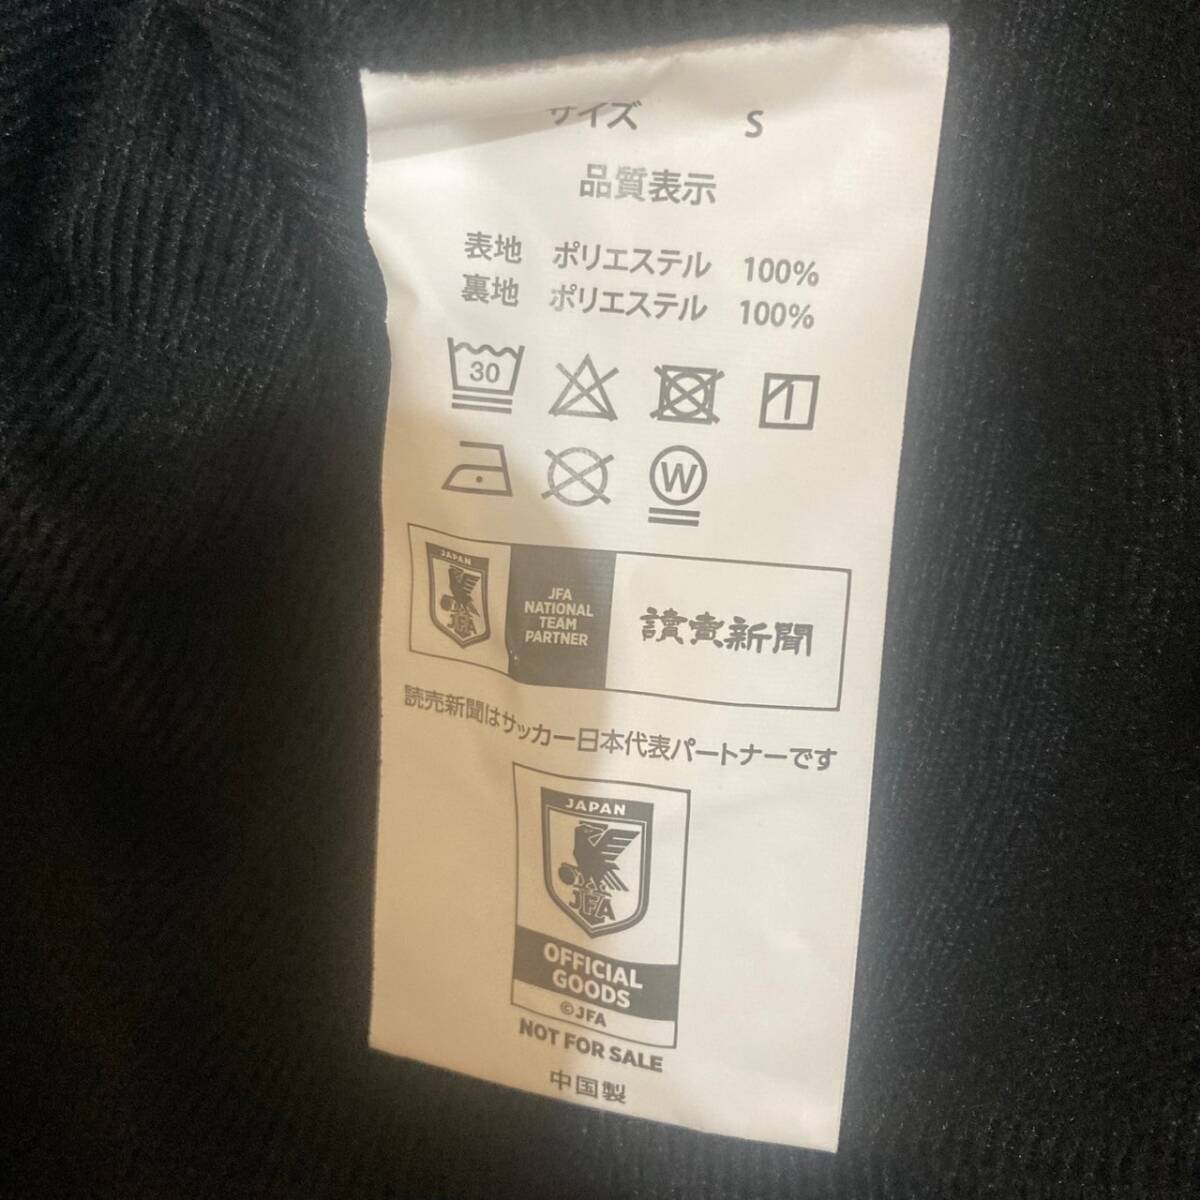 サイズ S
品質表示
表地 ポリエステル 100%
裏地 ポリエステル 100%
30
W
JAPAN
JFA
JFA
NATIONAL
TEAM
PARTNER
讀賣新聞
読売新聞はサッカー日本代表パートナーです
JAPAN
JFA
OFFICIAL
GOODS
©JFA
NOT FOR SALE
中国製